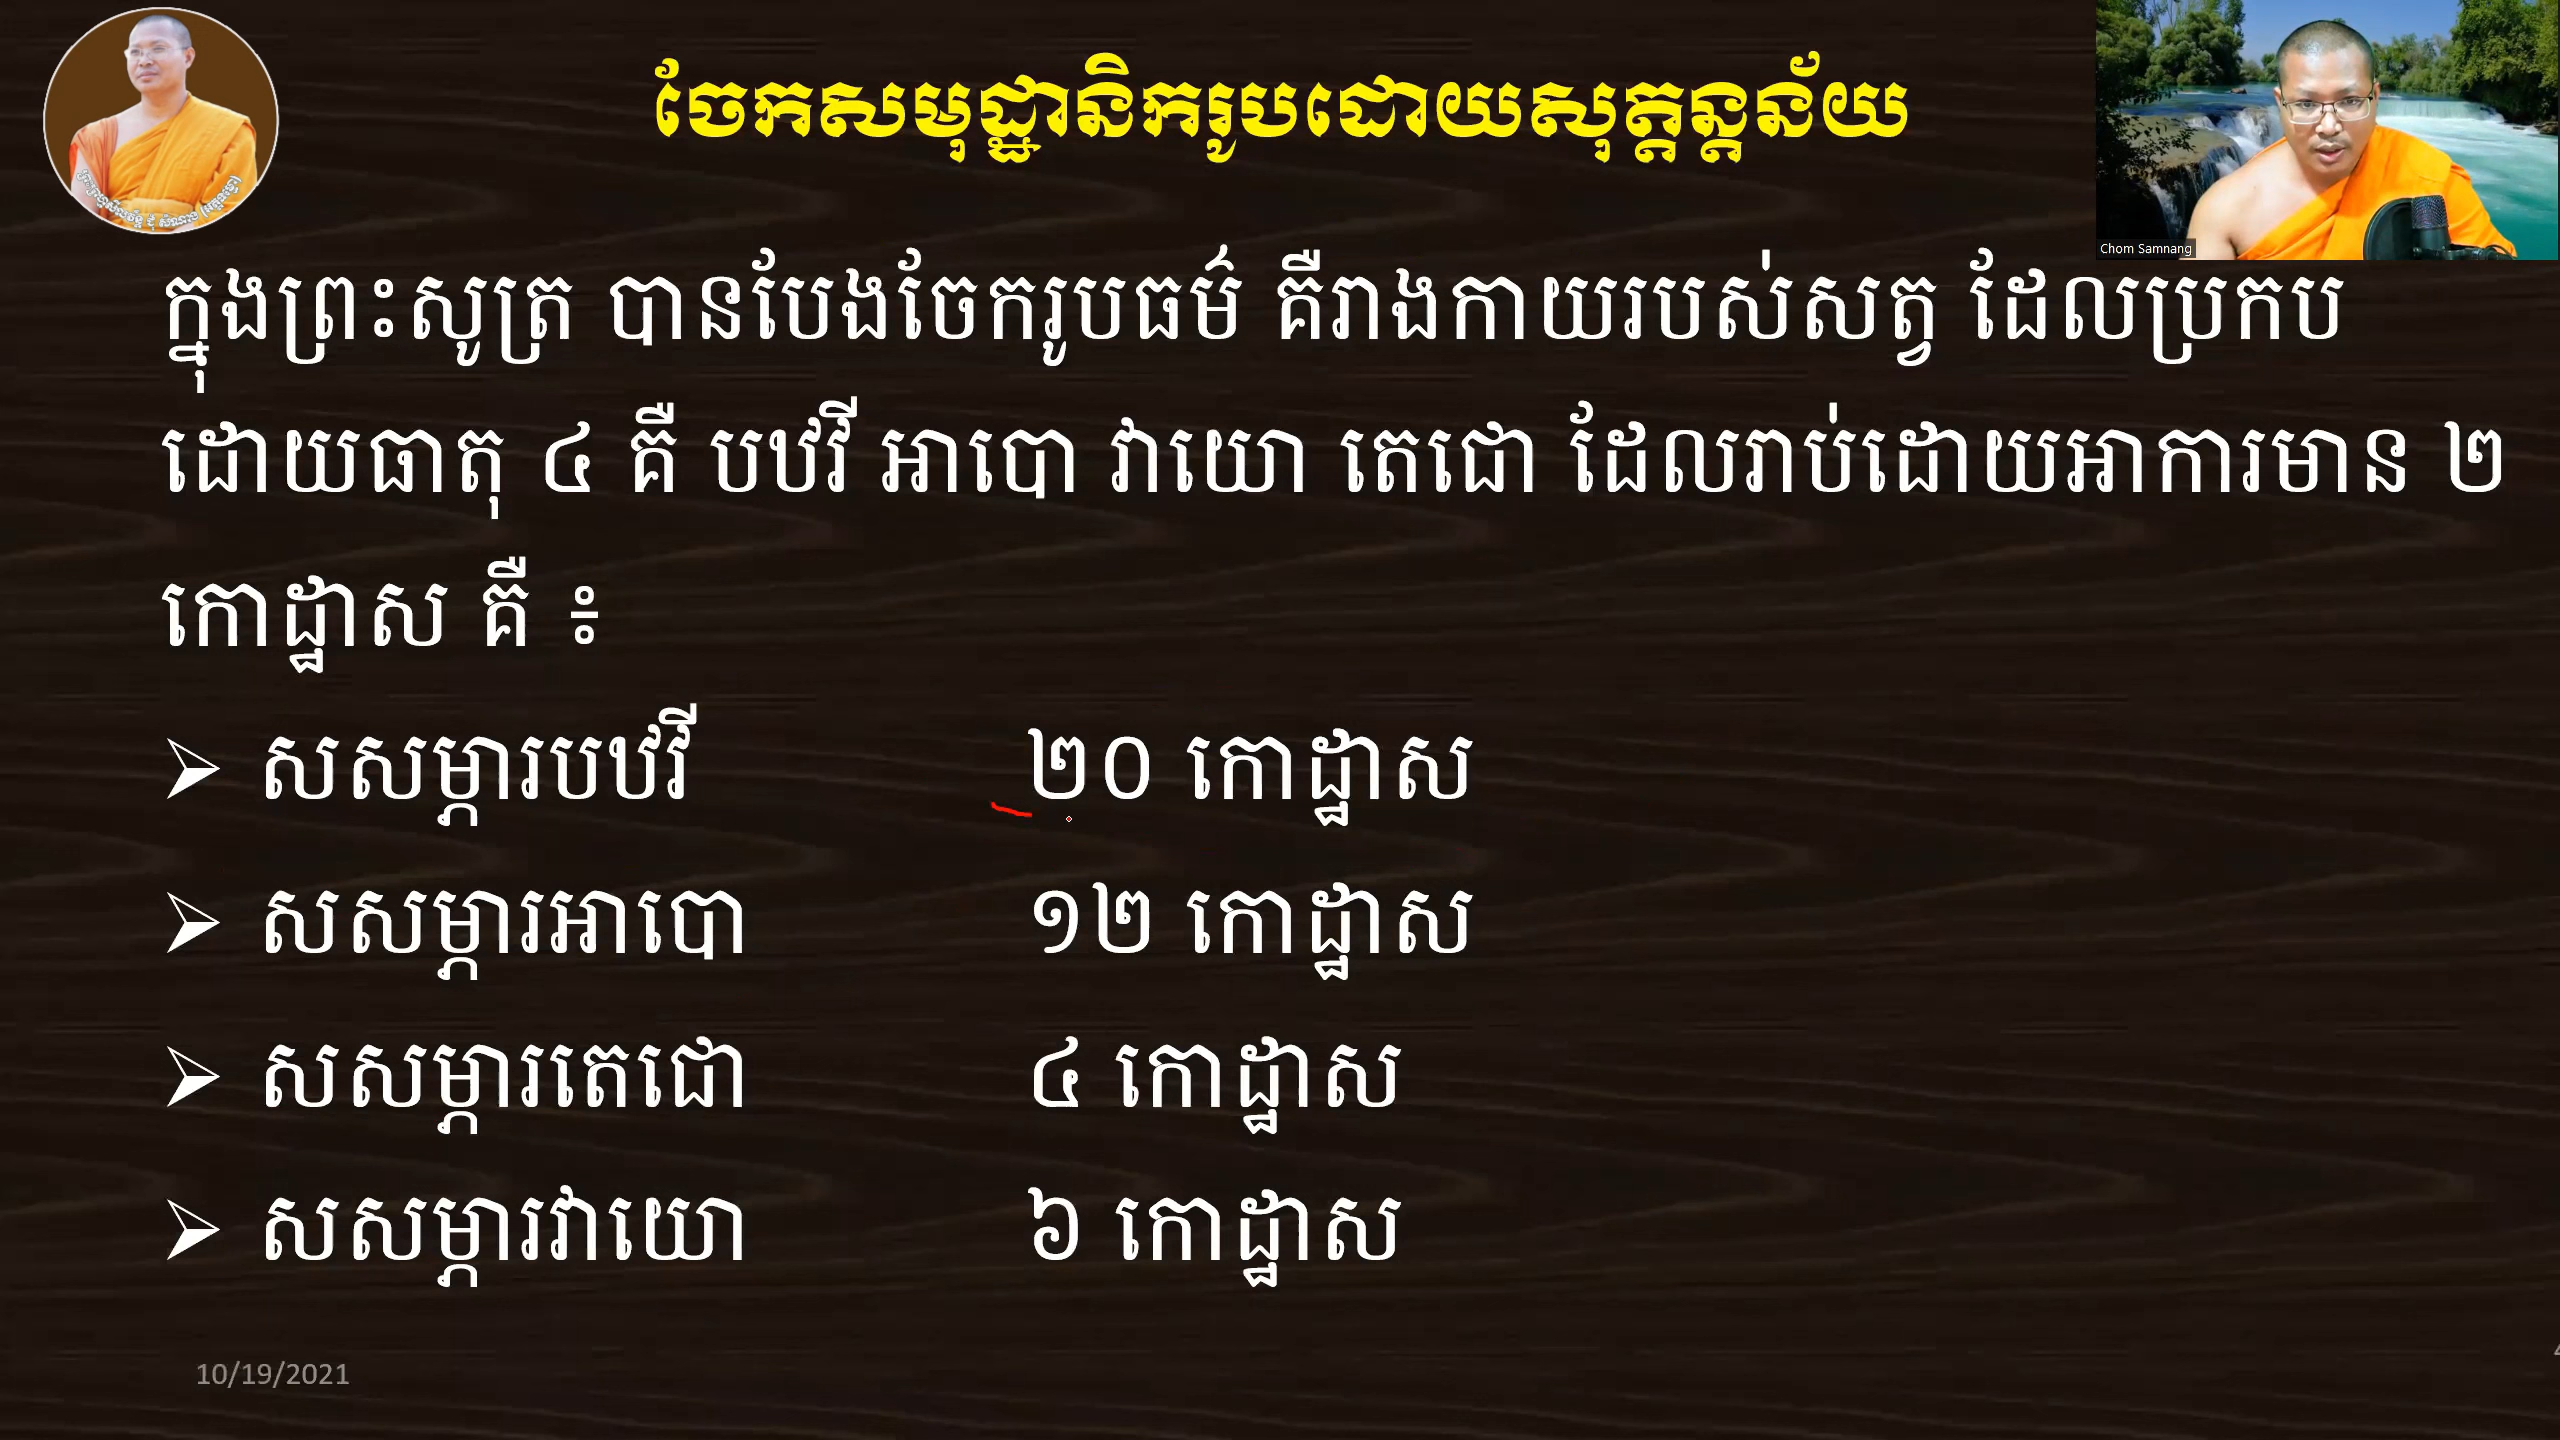 ចែកសមុដ្ឋានិករូបដោយសុត្តន្តន័យ
Chom Samnang
ក្នុងព្រះសូត្រ បានបែងចែករូបធម៌ គឺរាងកាយរបស់សត្វ ដែលប្រកប
ដោយធាតុ ៤ គឺ បឋវី អាបោ វាយោ តេជោ ដែលរាប់ដោយអាការមាន ២
កោដ្ឋាស គឺ ៖
➢ សសម្ភារបឋវី ២០ កោដ្ឋាស
➢ សសម្ភារអាបោ ១២ កោដ្ឋាស
➢ សសម្ភារតេជោ ៤ កោដ្ឋាស
➢ សសម្ភារវាយោ ៦ កោដ្ឋាស
10/19/2021